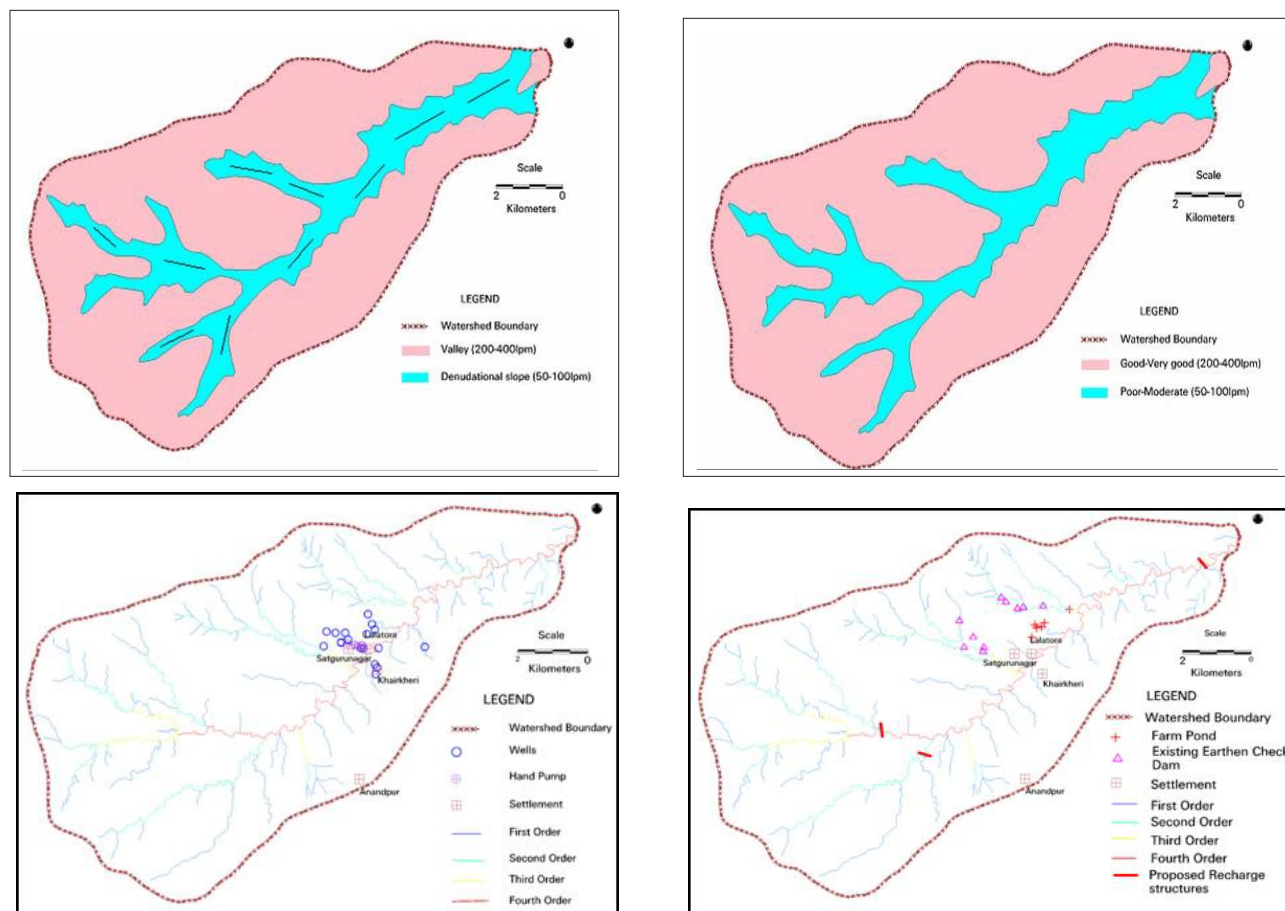 Scale
2 0
Kilometers
LEGEND
Watershed Boundary
Valley (200-400lpm)
Denudational slope (50-100lpm)
Scale
2 0
Kilometers
LEGEND
Watershed Boundary
Good-Very good (200-400lpm)
Poor-Moderate (50-100lpm)
Lalatora
Satgurunagar
Khairkheri
Anandpur
Scale
2 0
Kilometers
LEGEND
Watershed Boundary
Wells
Hand Pump
Settlement
First Order
Second Order
Third Order
Fourth Order
Lalatora
Satgurunagar
Khairkheri
Anandpur
Scale
2 0
Kilometers
LEGEND
Watershed Boundary
Farm Pond
Existing Earthen Check
Dam
Settlement
First Order
Second Order
Third Order
Fourth Order
Proposed Recharge
structures